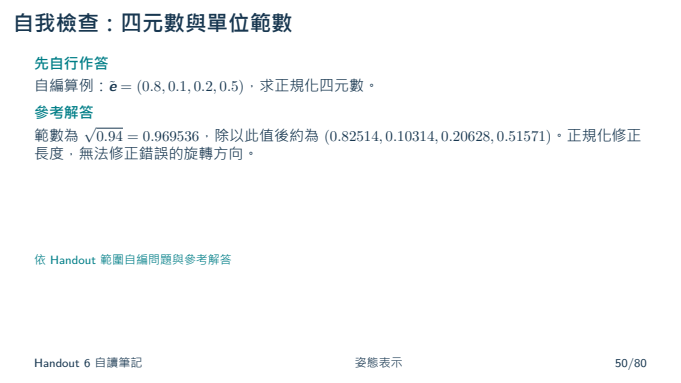 自我檢查：四元數與單位範數
先自行作答
自編算例：ẽ = (0.8, 0.1, 0.2, 0.5)，求正規化四元數。
參考解答
範數為 √0.94 = 0.969536，除以此值後約為 (0.82514, 0.10314, 0.20628, 0.51571)。正規化修正
長度，無法修正錯誤的旋轉方向。
依 Handout 範圍自編問題與參考解答
Handout 6 自讀筆記
姿態表示
50/80